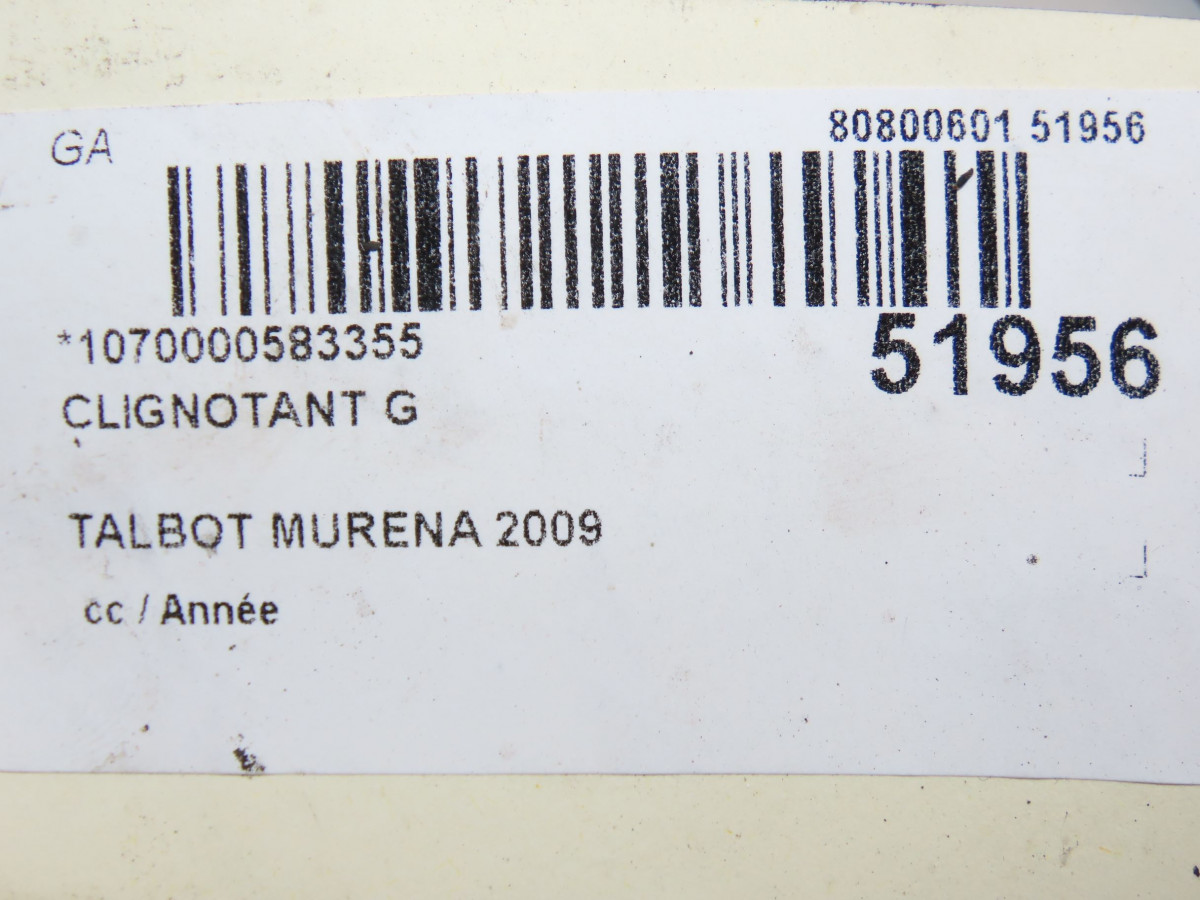 GA
80800601 51956
*1070000583355
51956
CLIGNOTANT G
TALBOT MURENA 2009
cc / Année